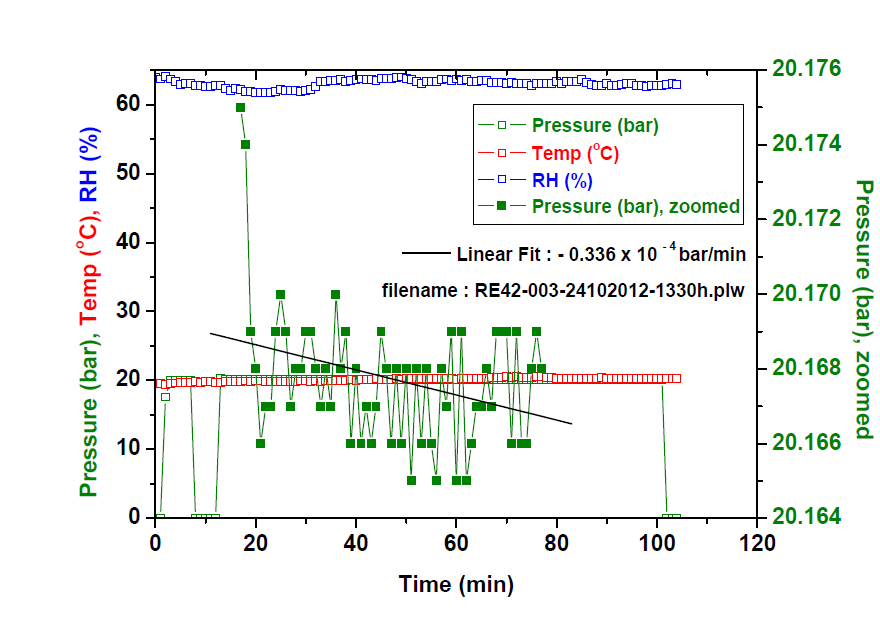 Pressure (bar), Temp (°C), RH (%)
60
50
40
30
20
10
0
0 20 40 60 80 100 120
Time (min)
20.176
20.174
20.172
20.170
20.168
20.166
20.164
Pressure (bar), zoomed
Pressure (bar)
Temp (°C)
RH (%)
Pressure (bar), zoomed
Linear Fit : - 0.336 x 10 ⁻⁴ bar/min
filename : RE42-003-24102012-1330h.plw